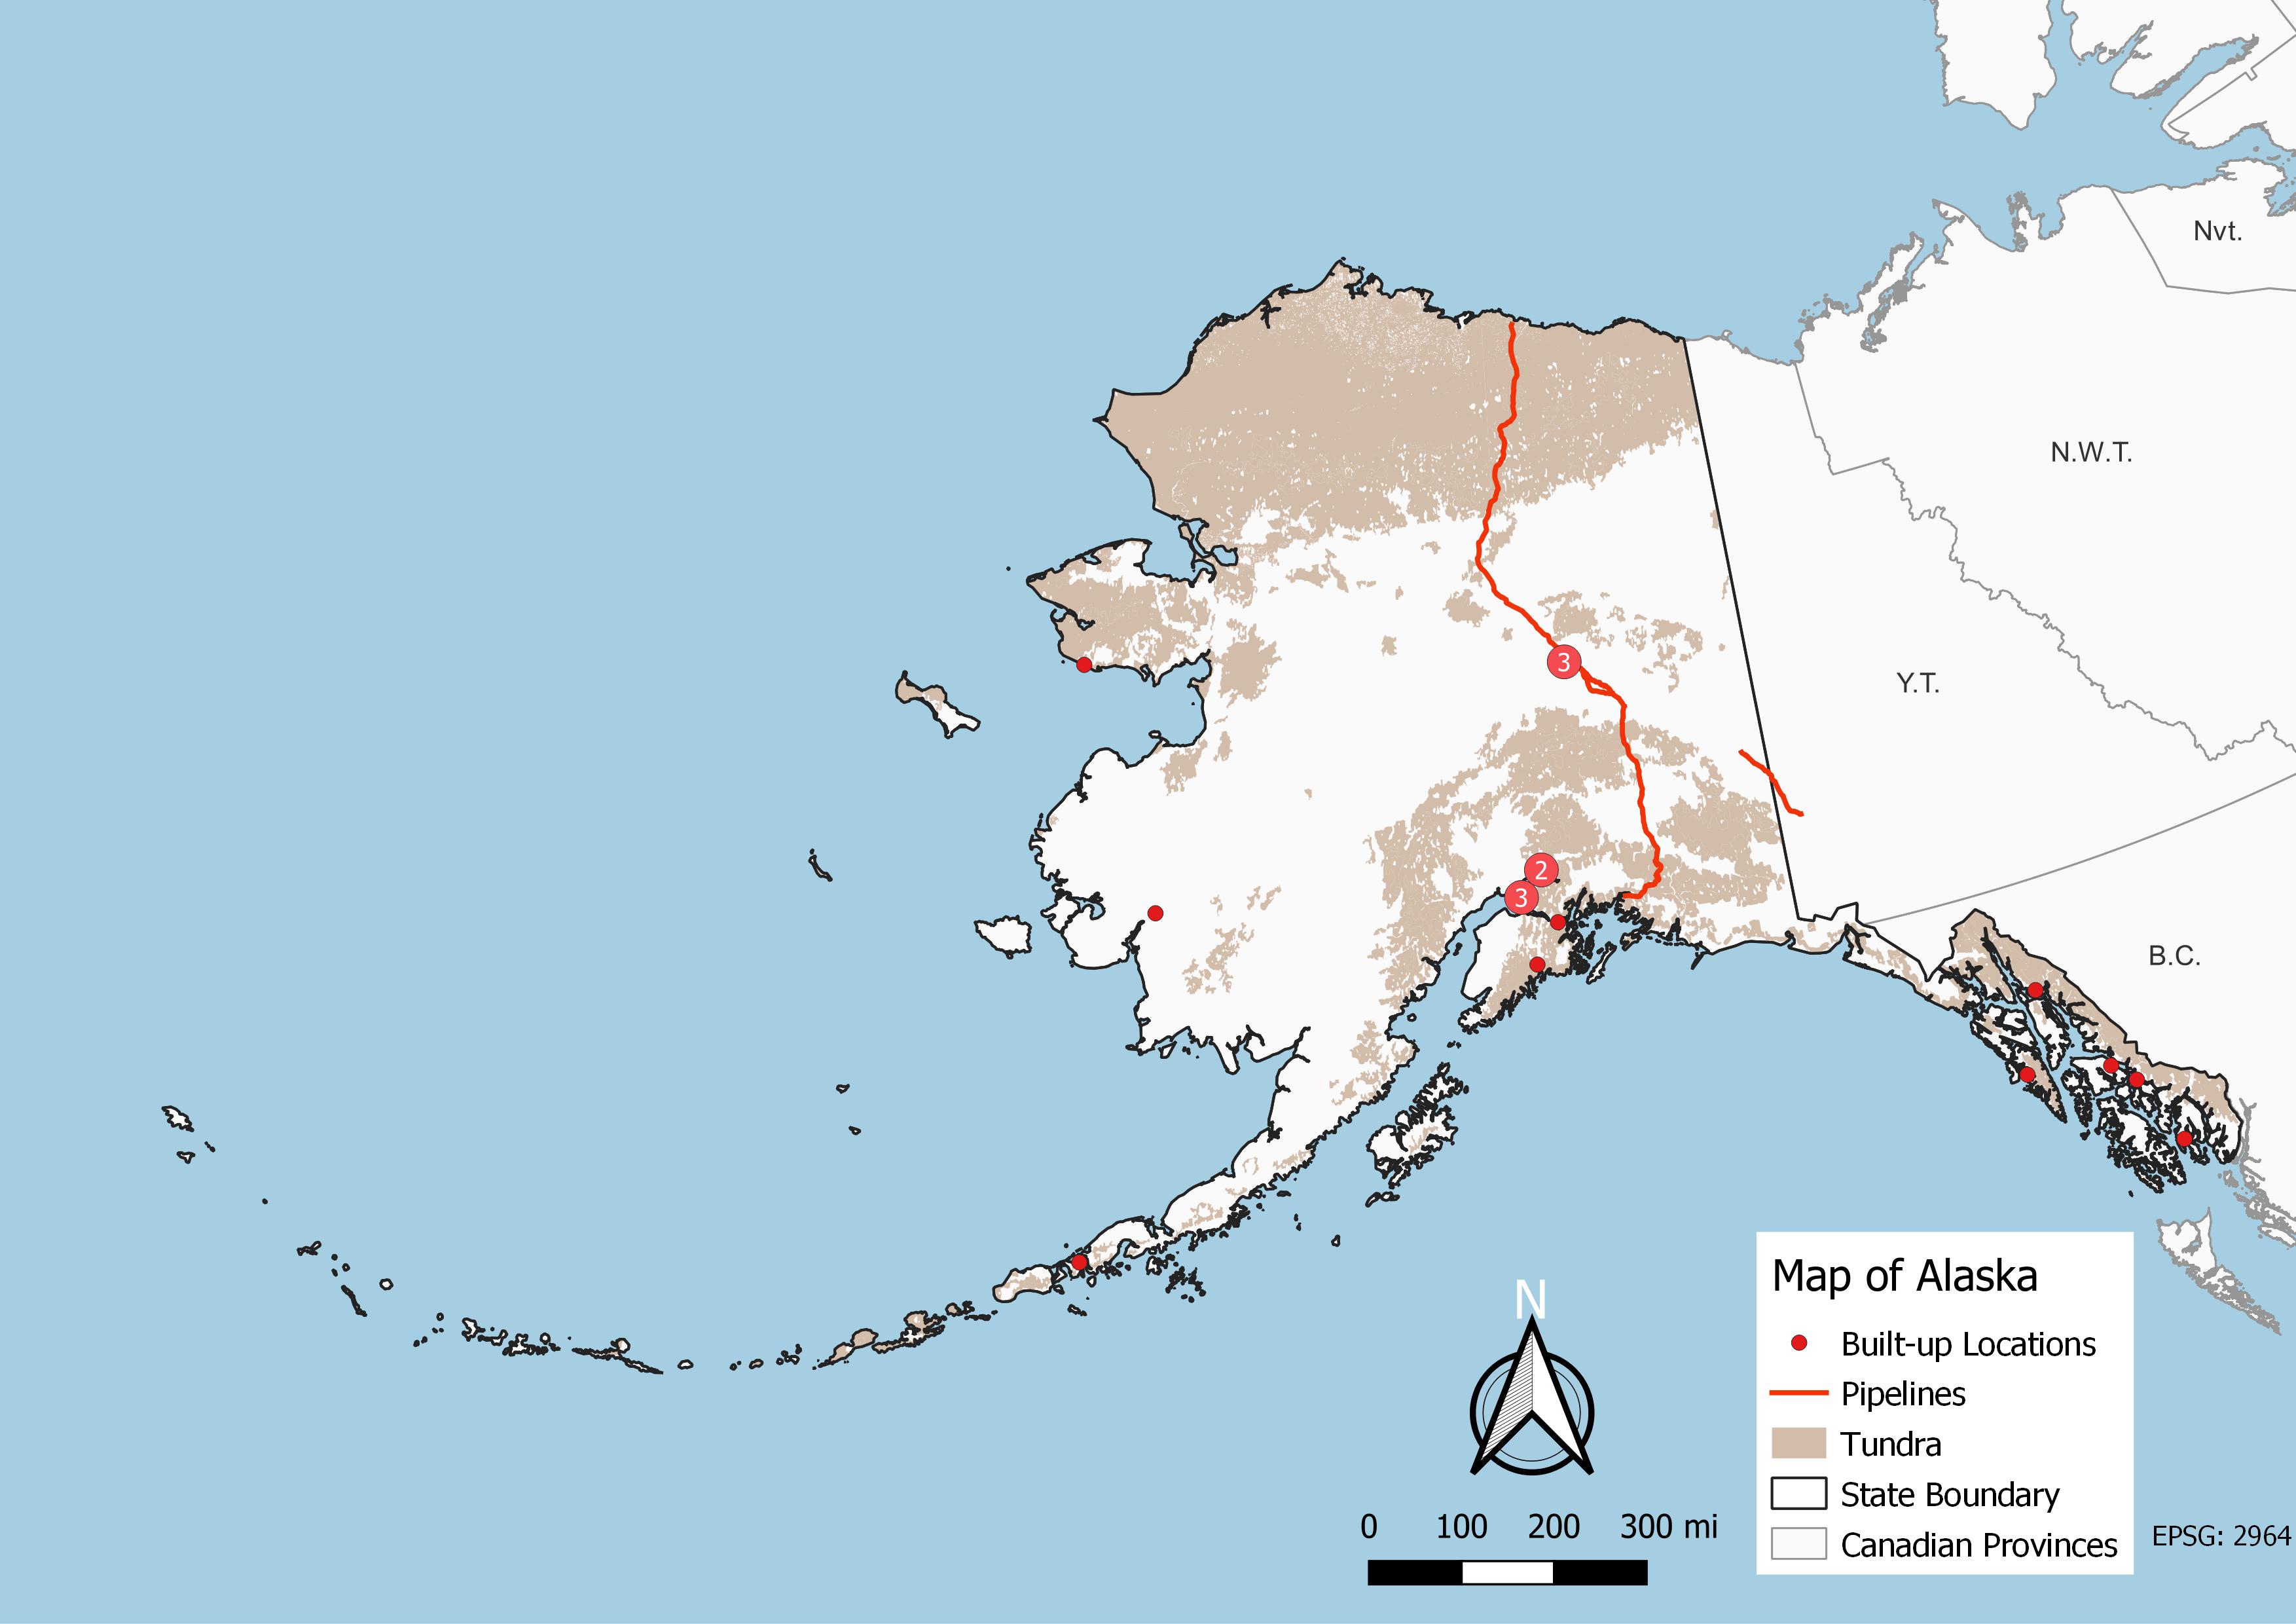 Nvt.
N.W.T.
Y.T.
3
2
3
B.C.
Map of Alaska
Built-up Locations
Pipelines
Tundra
State Boundary
Canadian Provinces
N
0 100 200 300 mi
EPSG: 2964